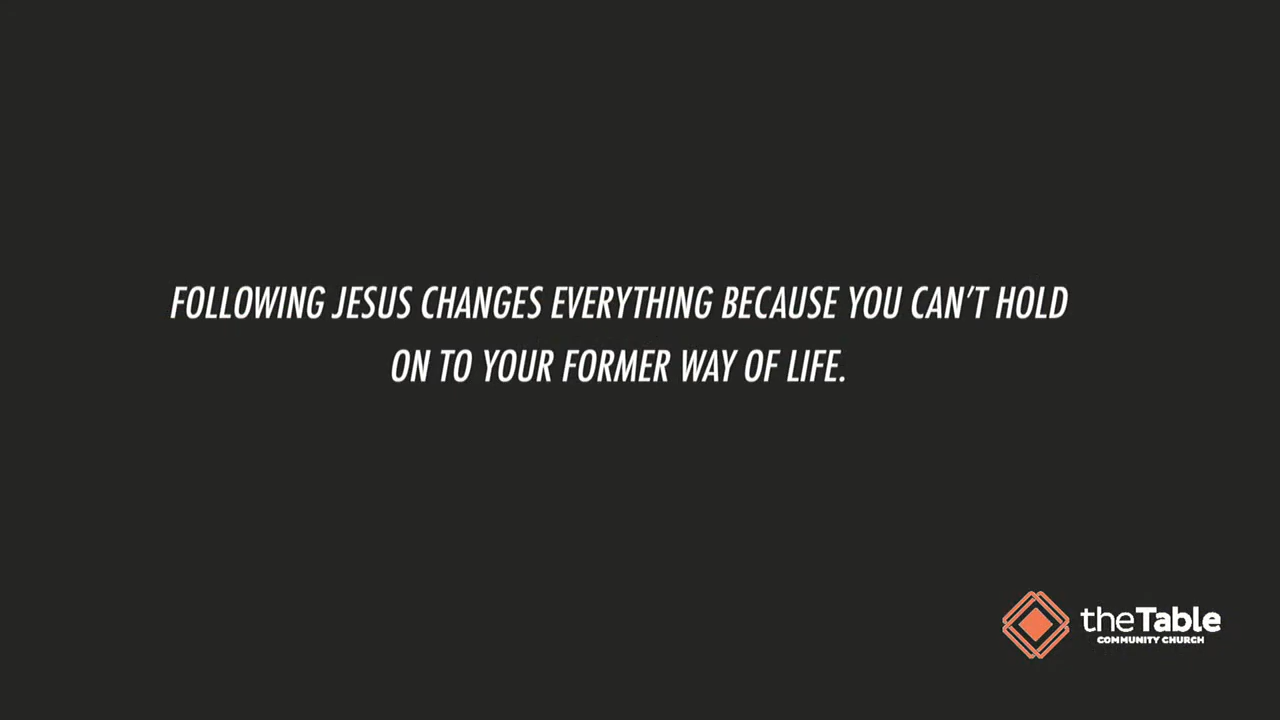 FOLLOWING JESUS CHANGES EVERYTHING BECAUSE YOU CAN'T HOLD
ON TO YOUR FORMER WAY OF LIFE.
theTable
COMMUNITY CHURCH